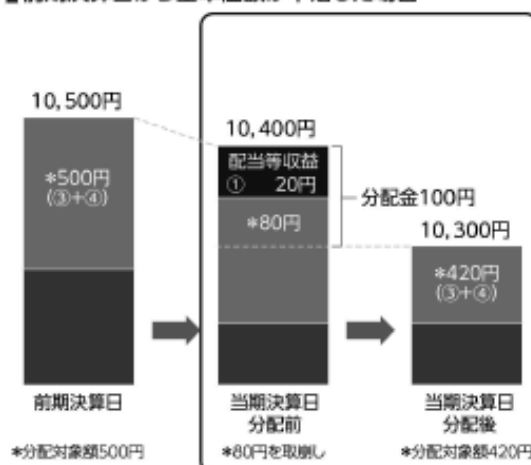 10,500円
*500円
(③+④)
前期決算日
*分配対象額500円
10,400円
配当等収益
① 20円
*80円
分配金100円
当期決算日
分配前
*80円を取崩し
10,300円
*420円
(③+④)
当期決算日
分配後
*分配対象額420円